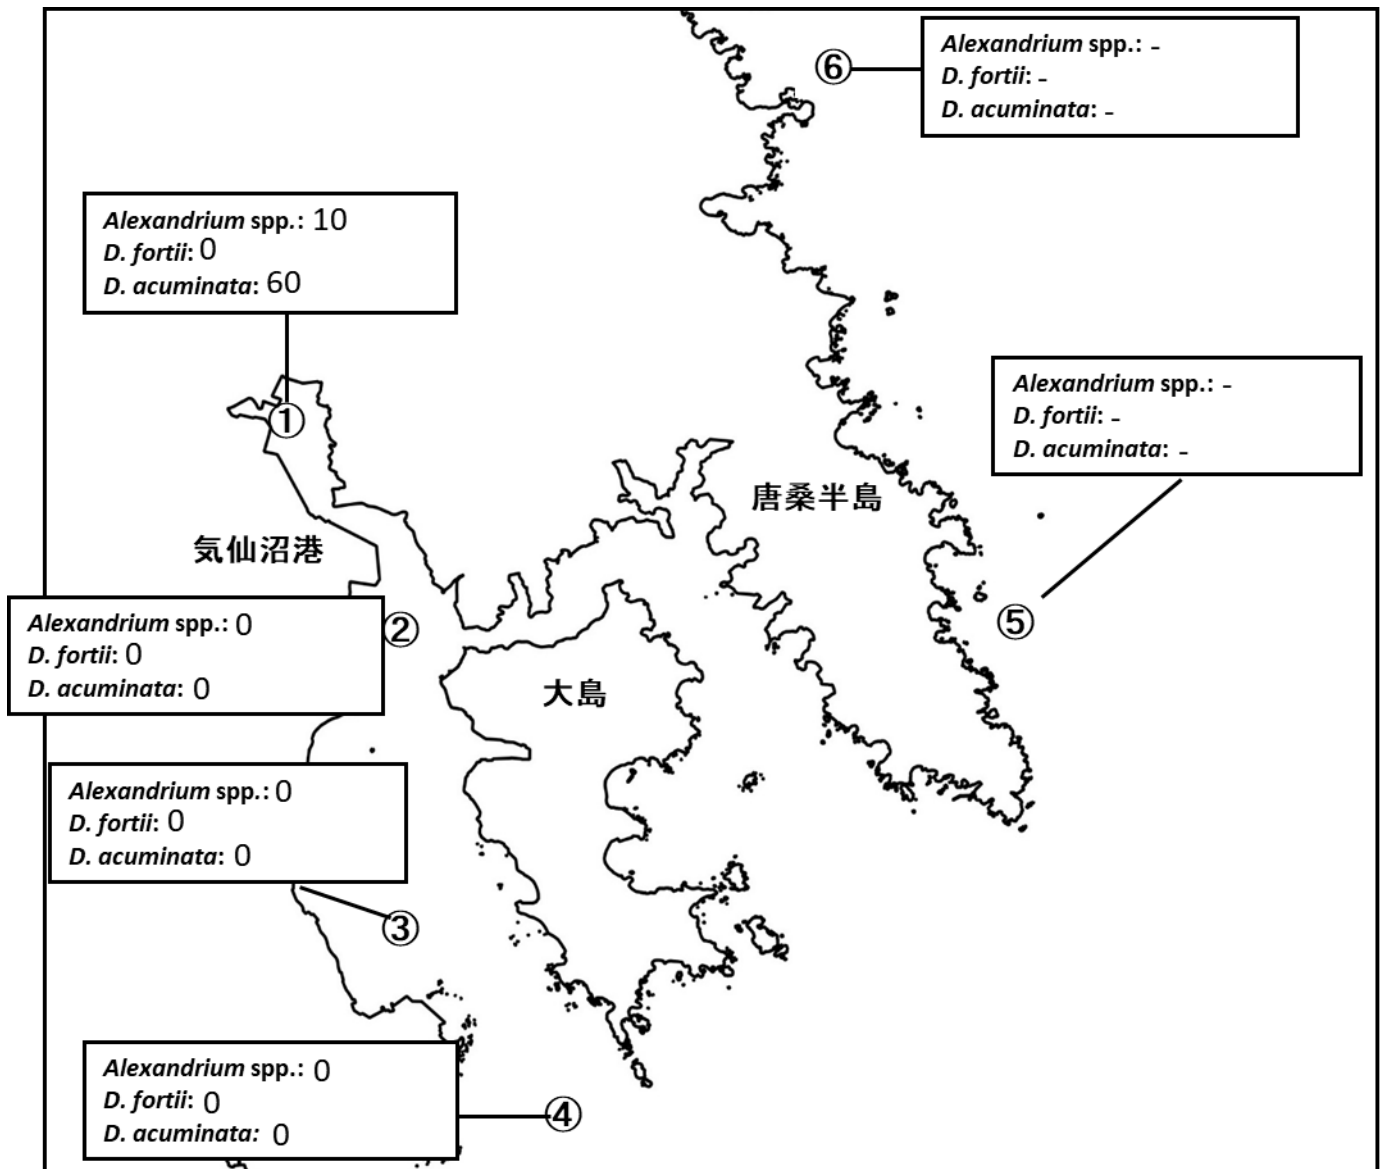 ⑥
Alexandrium spp.: -
D. fortii: -
D. acuminata: -
Alexandrium spp.: 10
D. fortii: 0
D. acuminata: 60
①
Alexandrium spp.: -
D. fortii: -
D. acuminata: -
唐桑半島
気仙沼港
⑤
Alexandrium spp.: 0
D. fortii: 0
D. acuminata: 0
②
大島
Alexandrium spp.: 0
D. fortii: 0
D. acuminata: 0
③
Alexandrium spp.: 0
D. fortii: 0
D. acuminata: 0
④